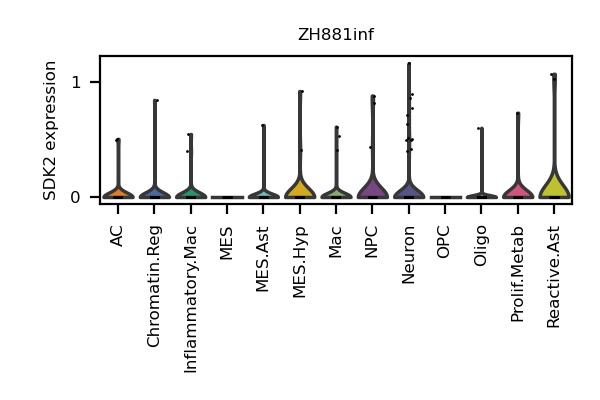 ZH881inf
SDK2 expression
1
0
AC
Chromatin.Reg
Inflammatory.Mac
MES
MES.Ast
MES.Hyp
Mac
NPC
Neuron
OPC
Oligo
Prolif.Metab
Reactive.Ast